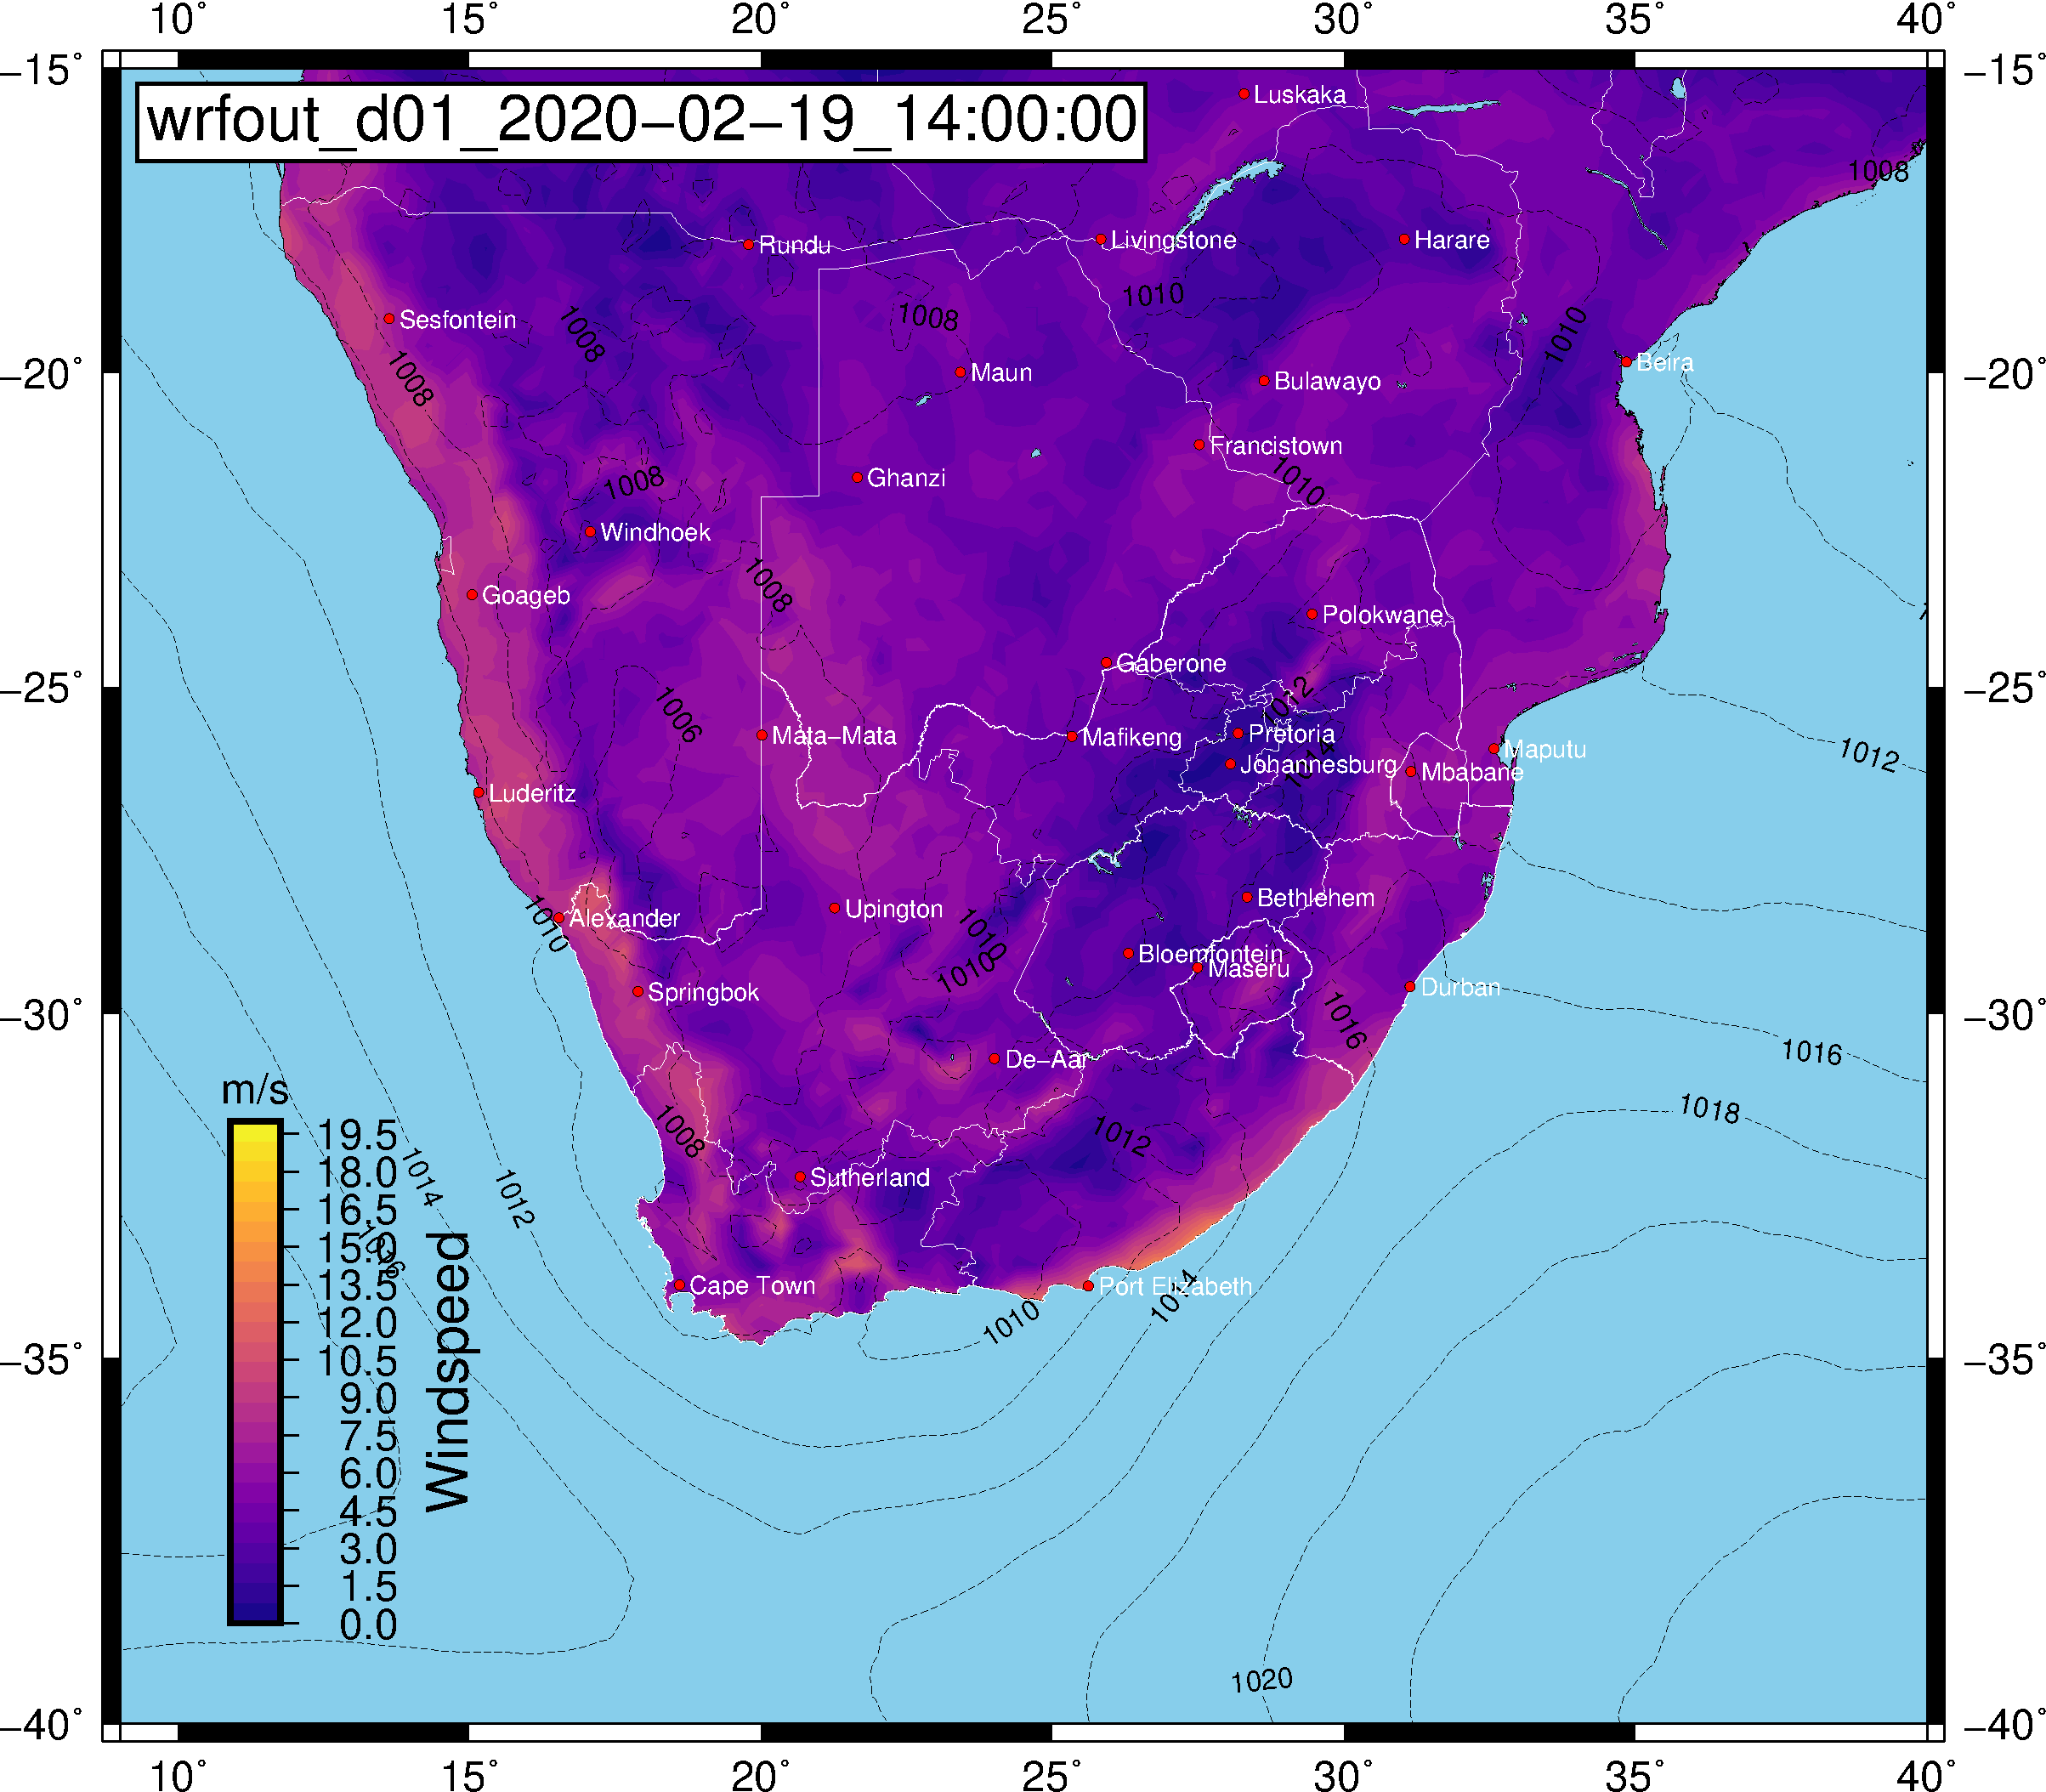 10° 15° 20° 25° 30° 35° 40°
−15° −15°
wrfout_d01_2020−02−19_14:00:00
Luskaka
1008
Rundu
Livingstone
Harare
1010
1008
1008
1010
Sesfontein
1008
−20° −20°
Maun
Bulawayo
Beira
Francistown
1010
Ghanzi
1008
Windhoek
1008
Goageb
Polokwane
Gaberone
−25° −25°
1012
1006
Mata−Mata
Mafikeng
Pretoria
Maputu
1012
Johannesburg
1014
Mbabane
Luderitz
Bethlehem
Alexander
1010
Upington
1010
Bloemfontein
1010
Maseru
Springbok
Durban
−30° −30°
1016
1016
De−Aar
m/s
1018
1008
1012
19.5
18.0
16.5
15.0
13.5
12.0
10.5
9.0
7.5
6.0
4.5
3.0
1.5
0.0
Windspeed
1014
1012
1016
Sutherland
Cape Town
Port Elizabeth
1014
1010
−35° −35°
1020
−40° −40°
10° 15° 20° 25° 30° 35° 40°